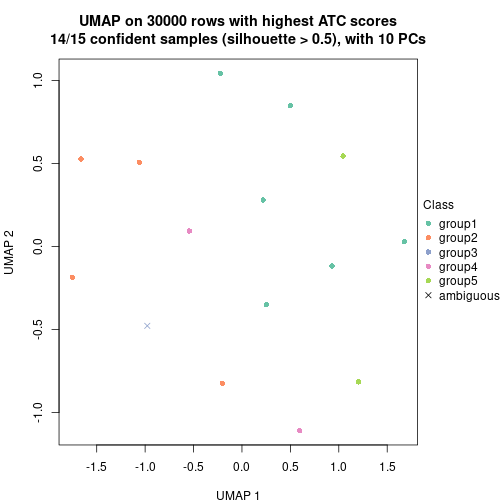 UMAP on 30000 rows with highest ATC scores
14/15 confident samples (silhouette > 0.5), with 10 PCs
1.0
0.5
0.0
-0.5
-1.0
UMAP 2
-1.5 -1.0 -0.5 0.0 0.5 1.0 1.5
UMAP 1
Class
group1
group2
group3
group4
group5
ambiguous